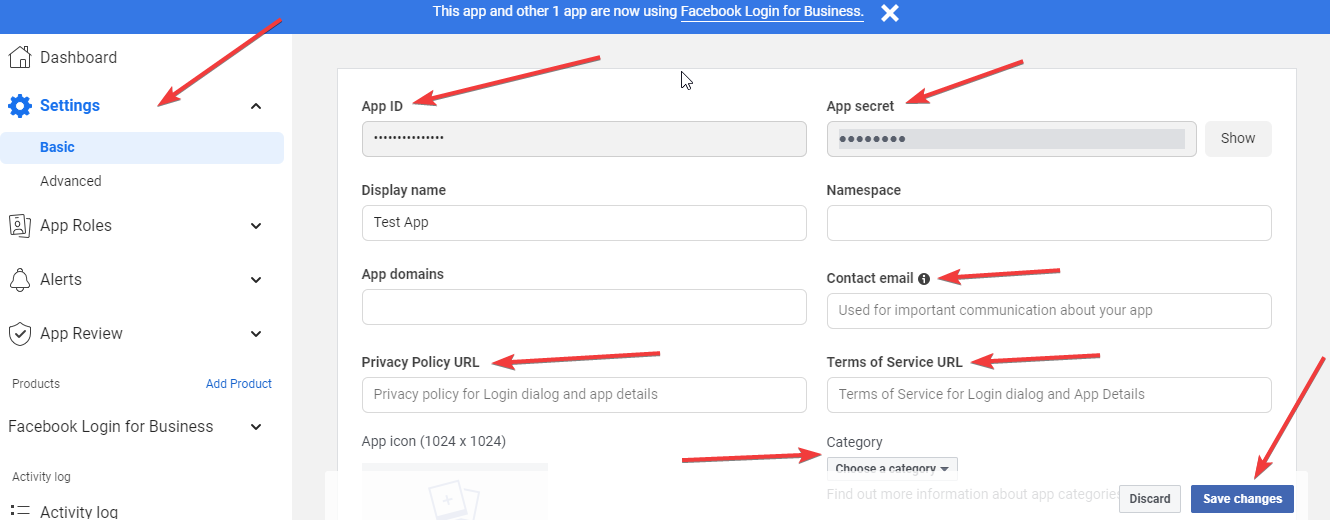 This app and other 1 app are now using Facebook Login for Business.
Dashboard
Settings
Basic
Advanced
App Roles
Alerts
App Review
Products Add Product
Facebook Login for Business
Activity log
Activity log
App ID
•••••••••••••••
App secret
●●●●●●●●
Show
Display name
Test App
Namespace
App domains
Contact email
Used for important communication about your app
Privacy Policy URL
Privacy policy for Login dialog and app details
Terms of Service URL
Terms of Service for Login dialog and App Details
App icon (1024 x 1024)
Category
Choose a category
Find out more information about app categories
Discard
Save changes